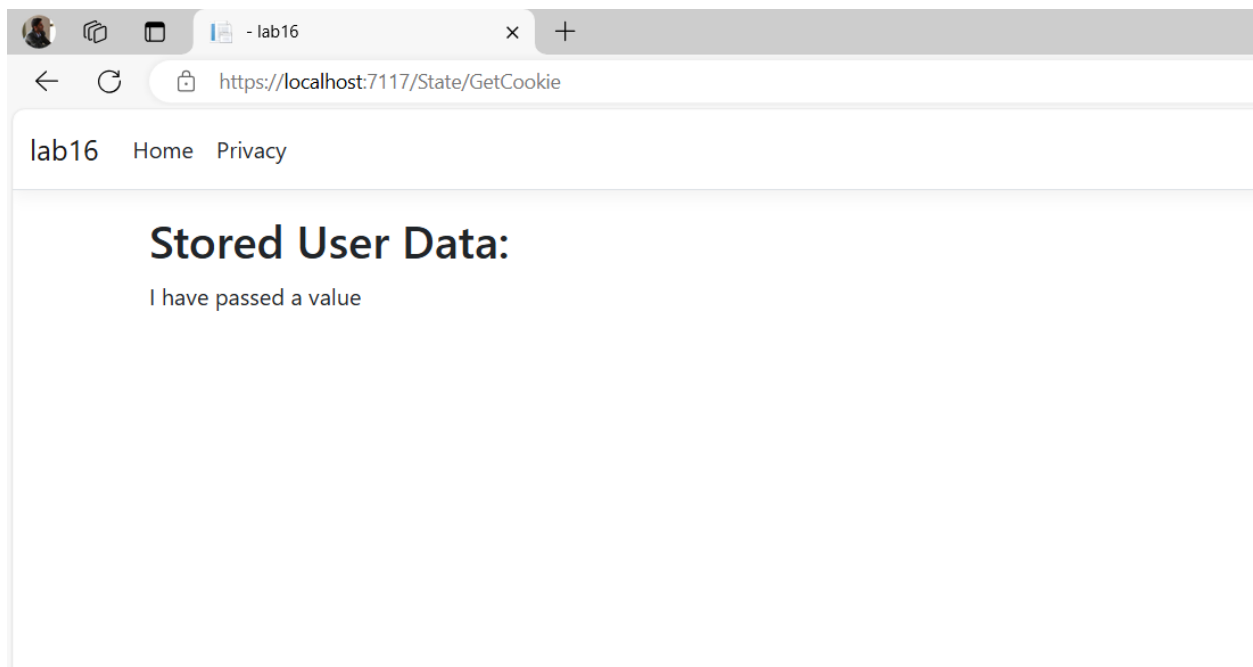 - lab16
https://localhost:7117/State/GetCookie
lab16 Home Privacy
Stored User Data:
I have passed a value